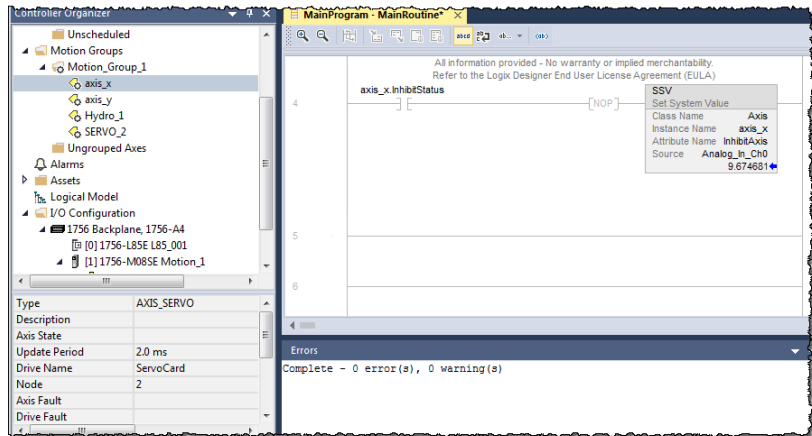 Controller Organizer
Unscheduled
Motion Groups
Motion_Group_1
axis_x
axis_y
Hydro_1
SERVO_2
Ungrouped Axes
Alarms
Assets
Logical Model
I/O Configuration
1756 Backplane, 1756-A4
[0] 1756-L85E L85_001
[1] 1756-M08SE Motion_1
Type AXIS_SERVO
Description
Axis State
Update Period 2.0 ms
Drive Name ServoCard
Node 2
Axis Fault
Drive Fault
MainProgram - MainRoutine*
abcd ab... <ab>
All information provided - No warranty or implied merchantability.
Refer to the Logix Designer End User License Agreement (EULA)
axis_x.InhibitStatus
4
NOP
SSV
Set System Value
Class Name Axis
Instance Name axis_x
Attribute Name InhibitAxis
Source Analog_In_Ch0
9.674681
5
6
Errors
Complete - 0 error(s), 0 warning(s)